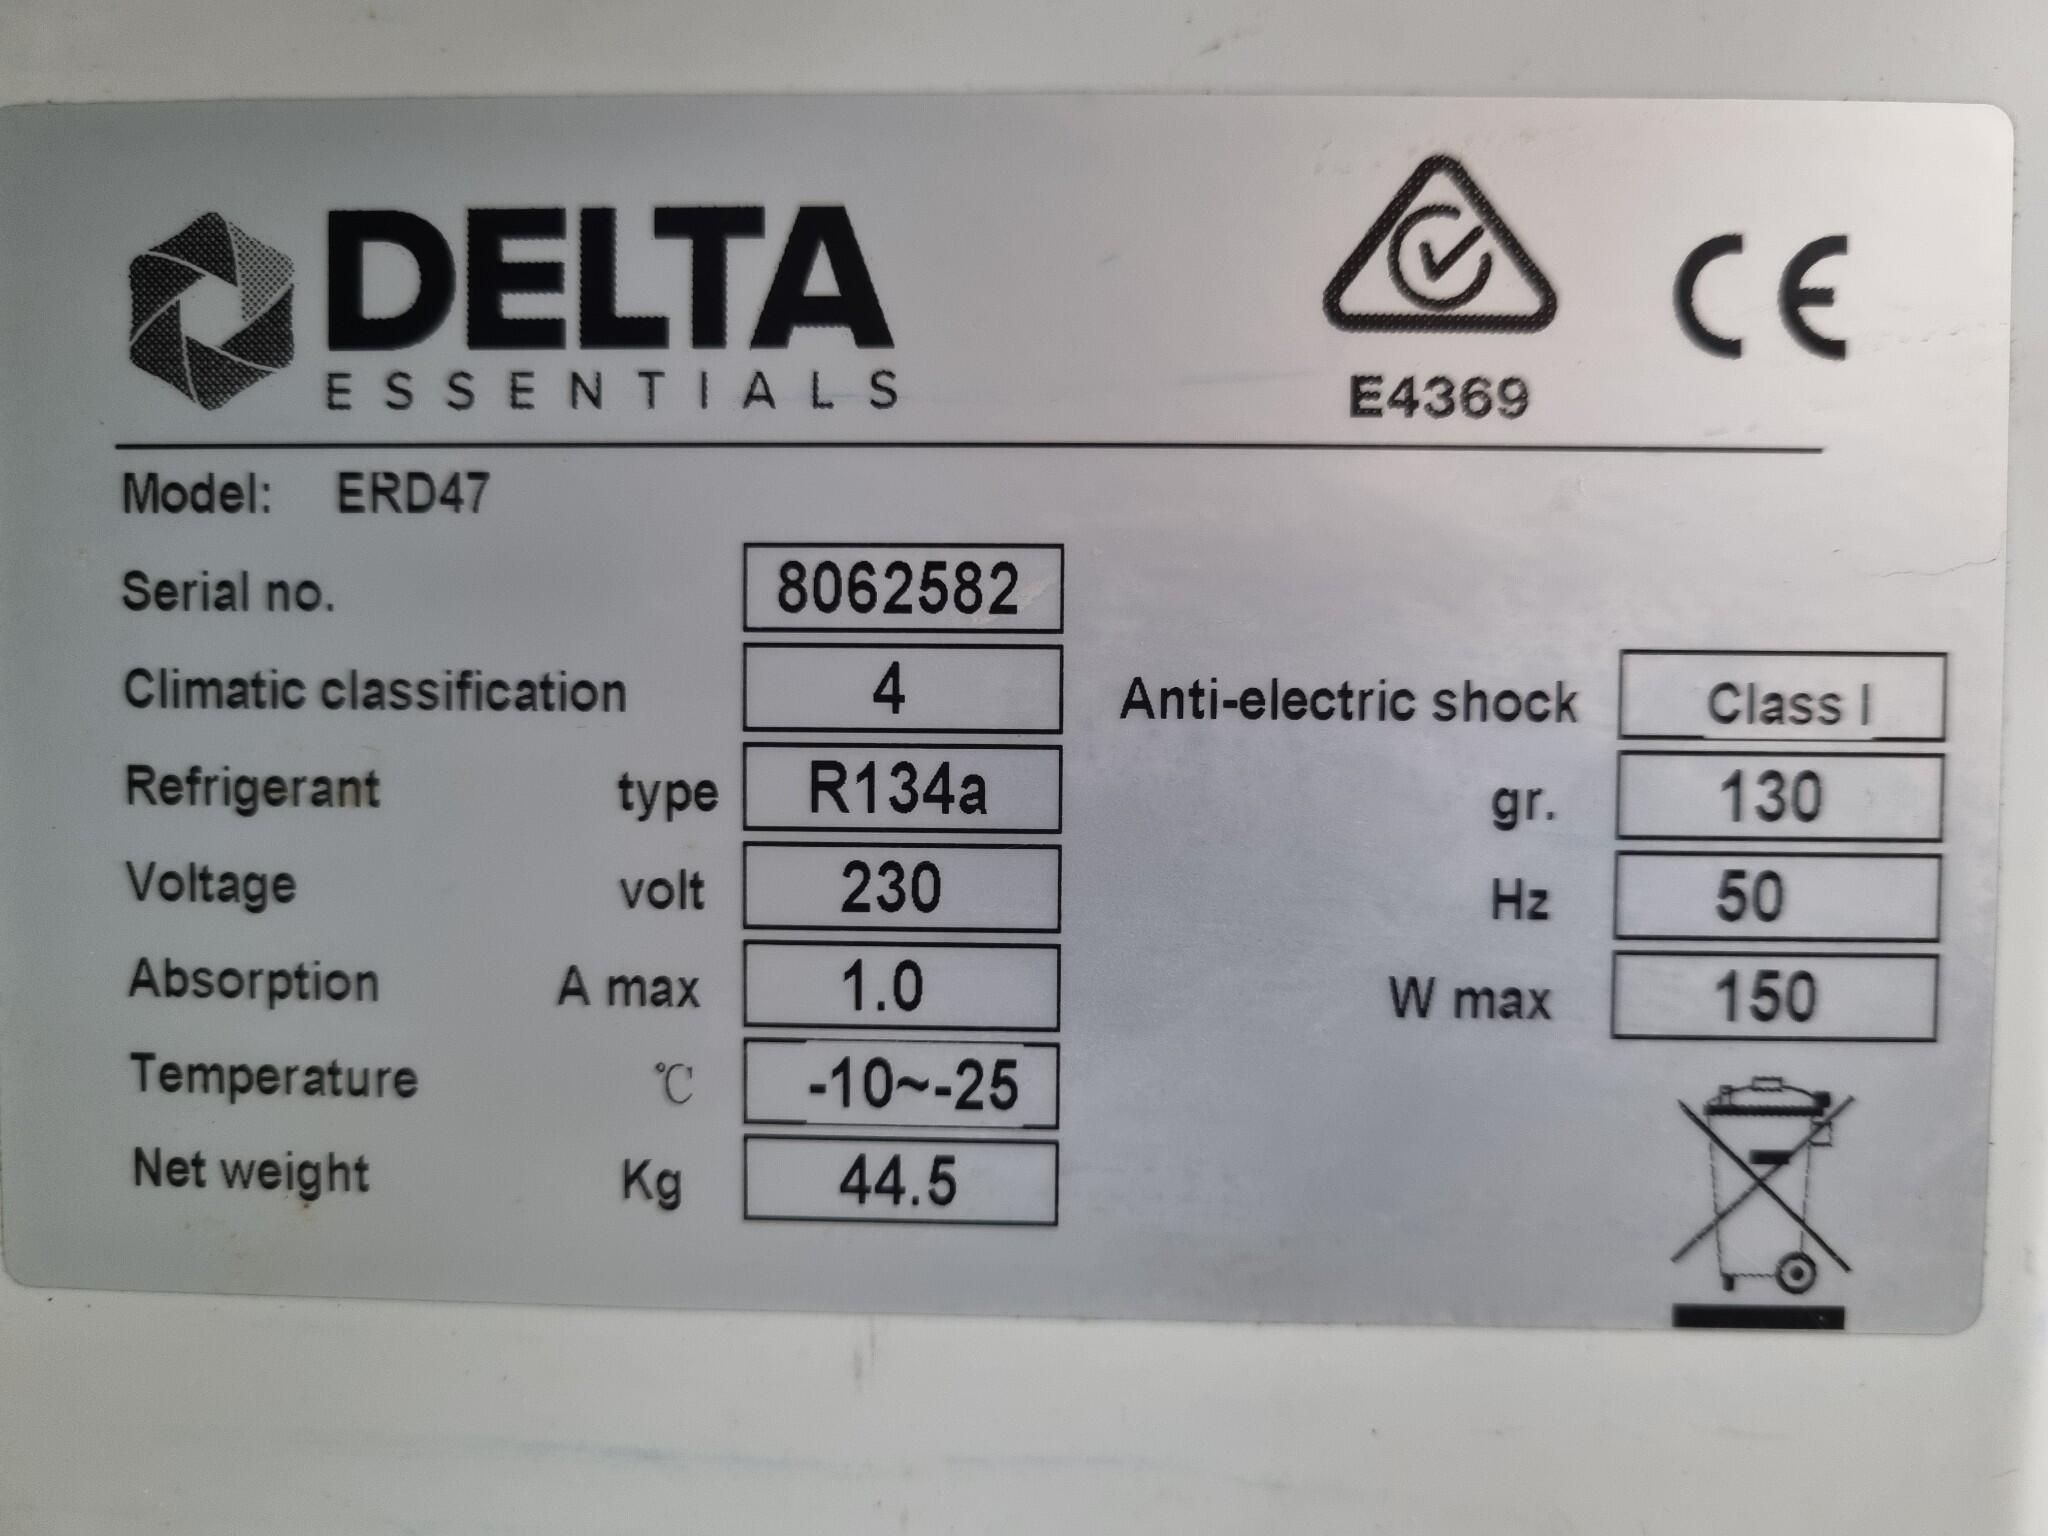 DELTA
ESSENTIALS
E4369
CE
Model: ERD47
Serial no. 8062582
Climatic classification 4 Anti-electric shock Class I
Refrigerant type R134a gr. 130
Voltage volt 230 Hz 50
Absorption A max 1.0 W max 150
Temperature ℃ -10~-25
Net weight Kg 44.5